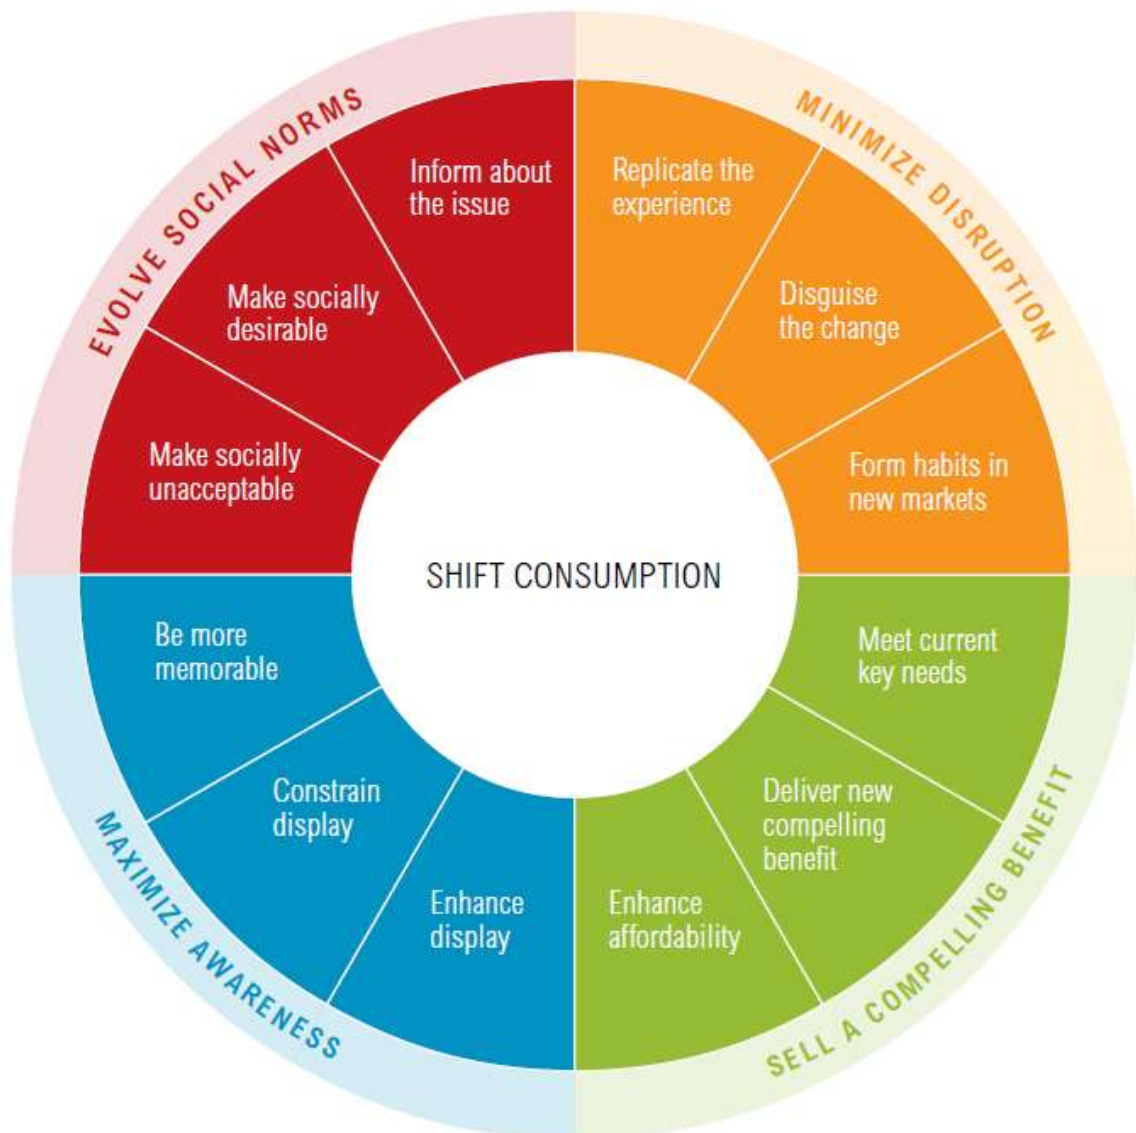 EVOLVE SOCIAL NORMS
Inform about
the issue
Make socially
desirable
Make socially
unacceptable
MINIMIZE DISRUPTION
Replicate the
experience
Disguise
the change
Form habits in
new markets
SHIFT CONSUMPTION
MAXIMIZE AWARENESS
Be more
memorable
Constrain
display
Enhance
display
SELL A COMPELLING BENEFIT
Meet current
key needs
Deliver new
compelling
benefit
Enhance
affordability